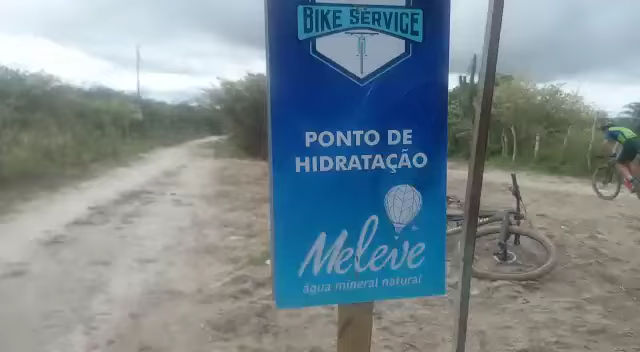 BIKE SERVICE
PONTO DE
HIDRATAÇÃO
Meleve
água mineral natural